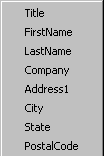 Title
FirstName
LastName
Company
Address1
City
State
PostalCode